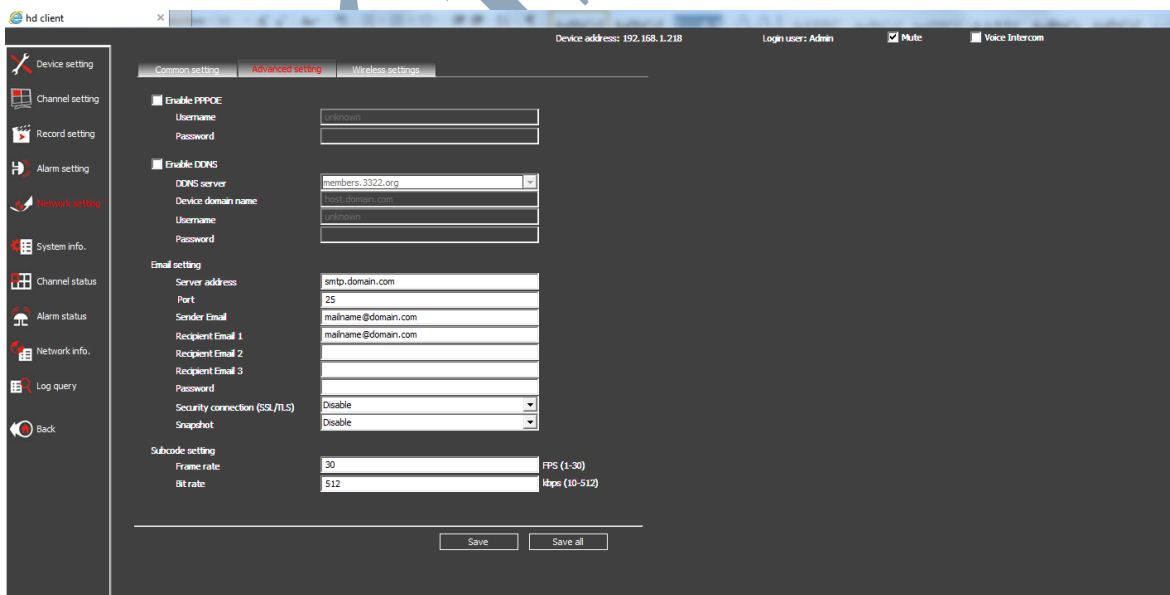 hd client
Device address: 192.168.1.218 Login user: Admin Mute Voice Intercom
Device setting
Channel setting
Record setting
Alarm setting
Network setting
System info.
Channel status
Alarm status
Network info.
Log query
Back
Common setting Advanced setting Wireless settings
Enable PPPOE
Username unknown
Password
Enable DDNS
DDNS server members.3322.org
Device domain name host.domain.com
Username unknown
Password
Email setting
Server address smtp.domain.com
Port 25
Sender Email mailname@domain.com
Recipient Email 1 mailname@domain.com
Recipient Email 2
Recipient Email 3
Password
Security connection (SSL/TLS) Disable
Snapshot Disable
Subcode setting
Frame rate 30 FPS (1-30)
Bit rate 512 kbps (10-512)
Save Save all